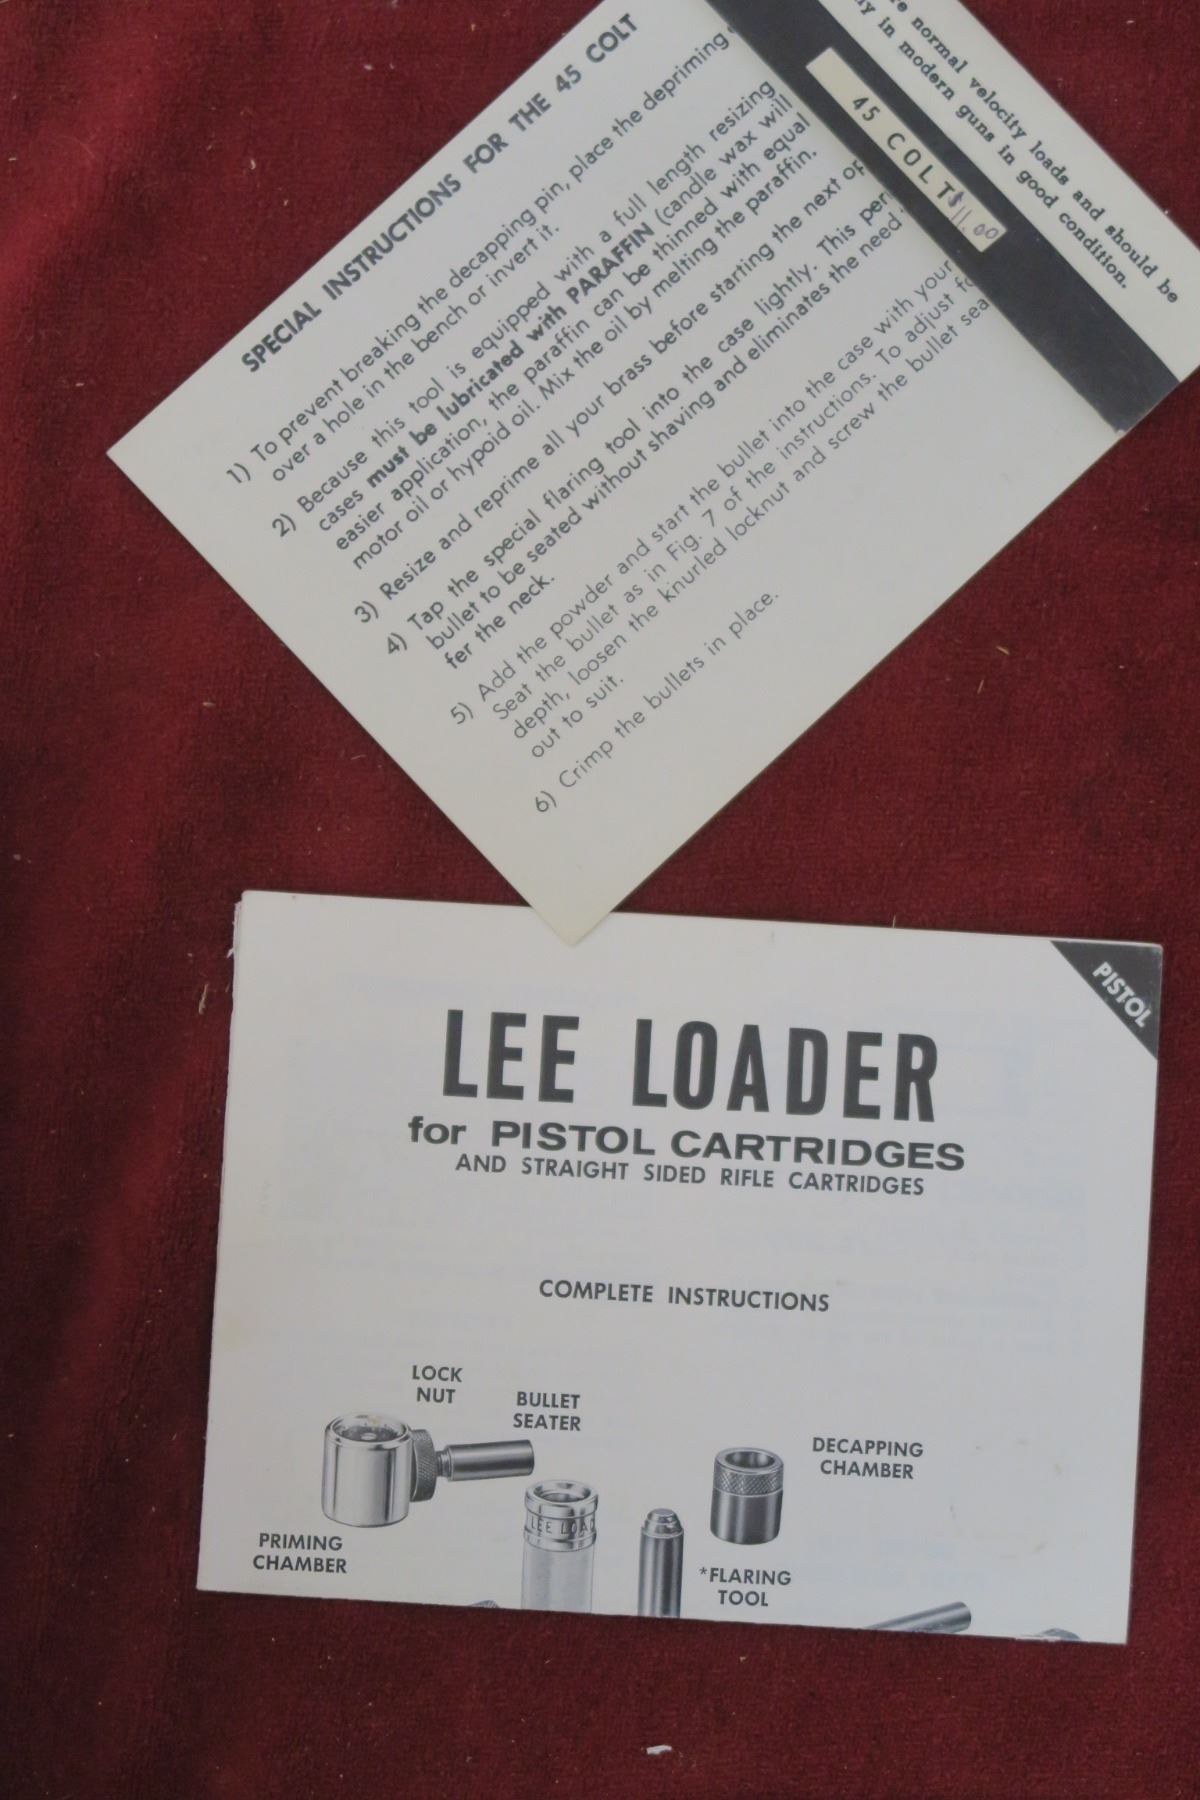 SPECIAL INSTRUCTIONS FOR THE 45 COLT
1) To prevent breaking the decapping pin, place the depriming
over a hole in the bench or invert it.
2) Because this tool is equipped with a full length resizing
cases must be lubricated with PARAFFIN (candle wax will
easier application, the paraffin can be thinned with equal
motor oil or hypoid oil. Mix the oil by melting the paraffin.
3) Resize and reprime all your brass before starting the next
4) Tap the special flaring tool into the case lightly. This
bullet to be seated without shaving and eliminates the need
fer the neck.
5) Add the powder and start the bullet into the case with your
Seat the bullet as in Fig. 7 of the instructions. To adjust
depth, loosen the knurled locknut and screw the bullet
out to suit.
6) Crimp the bullets in place.
normal velocity loads and should be
in modern guns in good condition.
45 COLT
$11.00
PISTOL
LEE LOADER
for PISTOL CARTRIDGES
AND STRAIGHT SIDED RIFLE CARTRIDGES
COMPLETE INSTRUCTIONS
LOCK
NUT
BULLET
SEATER
DECAPPING
CHAMBER
LEE LOAD
PRIMING
CHAMBER
*FLARING
TOOL